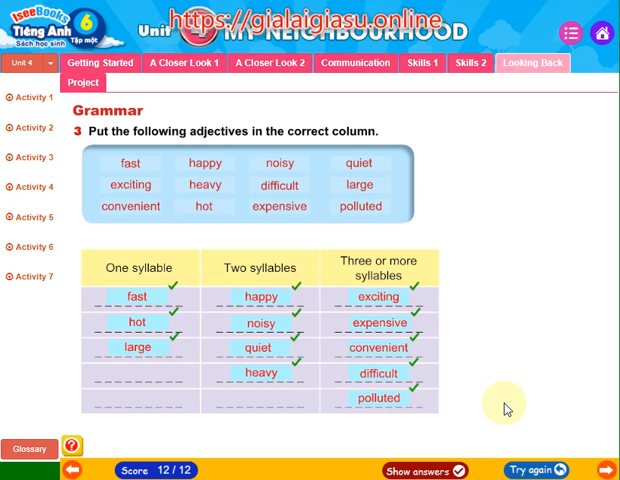 IseeBooks
Tiếng Anh 6
Tập một
Sách học sinh
Unit 4 MY NEIGHBOURHOOD
https://gialaigiasu.online
Unit 4
Getting Started
A Closer Look 1
A Closer Look 2
Communication
Skills 1
Skills 2
Looking Back
Project
Activity 1
Activity 2
Activity 3
Activity 4
Activity 5
Activity 6
Activity 7
Grammar
3 Put the following adjectives in the correct column.
fast happy noisy quiet
exciting heavy difficult large
convenient hot expensive polluted
One syllable Two syllables Three or more syllables
fast happy exciting
hot noisy expensive
large quiet convenient
heavy difficult
polluted
Glossary
?
Score 12 / 12
Show answers
Try again